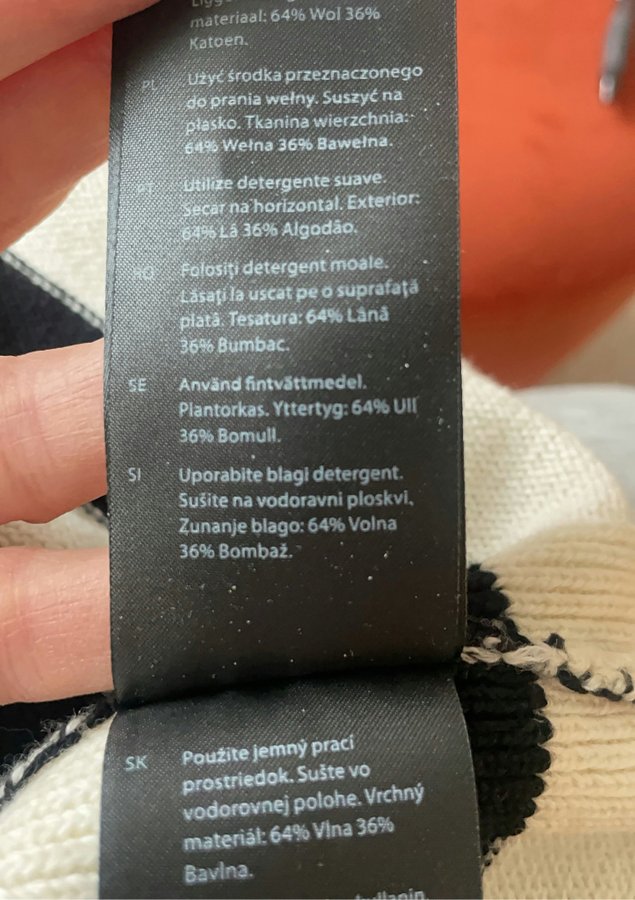 materiaal: 64% Wol 36%
Katoen.
PL Użyć środka przeznaczonego
do prania wełny. Suszyć na
płasko. Tkanina wierzchnia:
64% Wełna 36% Bawełna.
PT Utilize detergente suave.
Secar na horizontal. Exterior:
64% Lã 36% Algodão.
RO Folosiți detergent moale.
Lăsați la uscat pe o suprafață
plată. Tesatura: 64% Lână
36% Bumbac.
SE Använd fintvättmedel.
Plantorkas. Yttertyg: 64% Ull
36% Bomull.
SI Uporabite blagi detergent.
Sušite na vodoravni ploskvi.
Zunanje blago: 64% Volna
36% Bombaž.
SK Použite jemný prací
prostriedok. Sušte vo
vodorovnej polohe. Vrchný
materiál: 64% Vlna 36%
Bavlna.